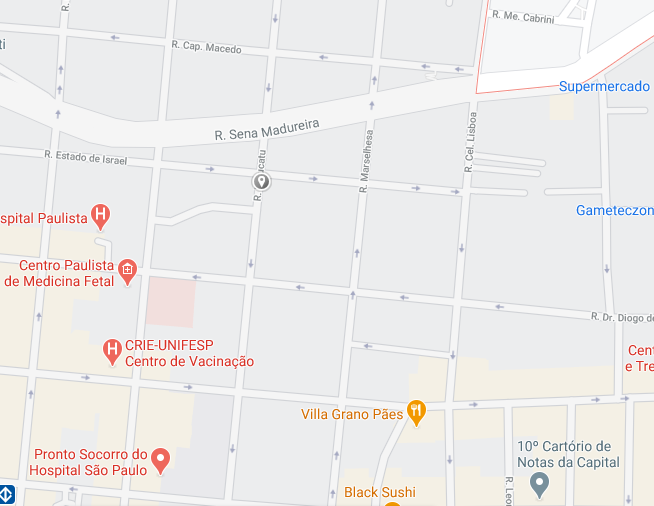 R. Me. Cabrini
R. Cap. Macedo
Supermercado
R. Sena Madureira
R. Cel. Lisboa
R. Marselhesa
R. Estado de Israel
Gameteczon
spital Paulista
Centro Paulista
de Medicina Fetal
R. Dr. Diogo de
CRIE-UNIFESP
Centro de Vacinação
Cent
e Tre
Villa Grano Pães
Pronto Socorro do
Hospital São Paulo
10º Cartório de
Notas da Capital
R. Leon
Black Sushi